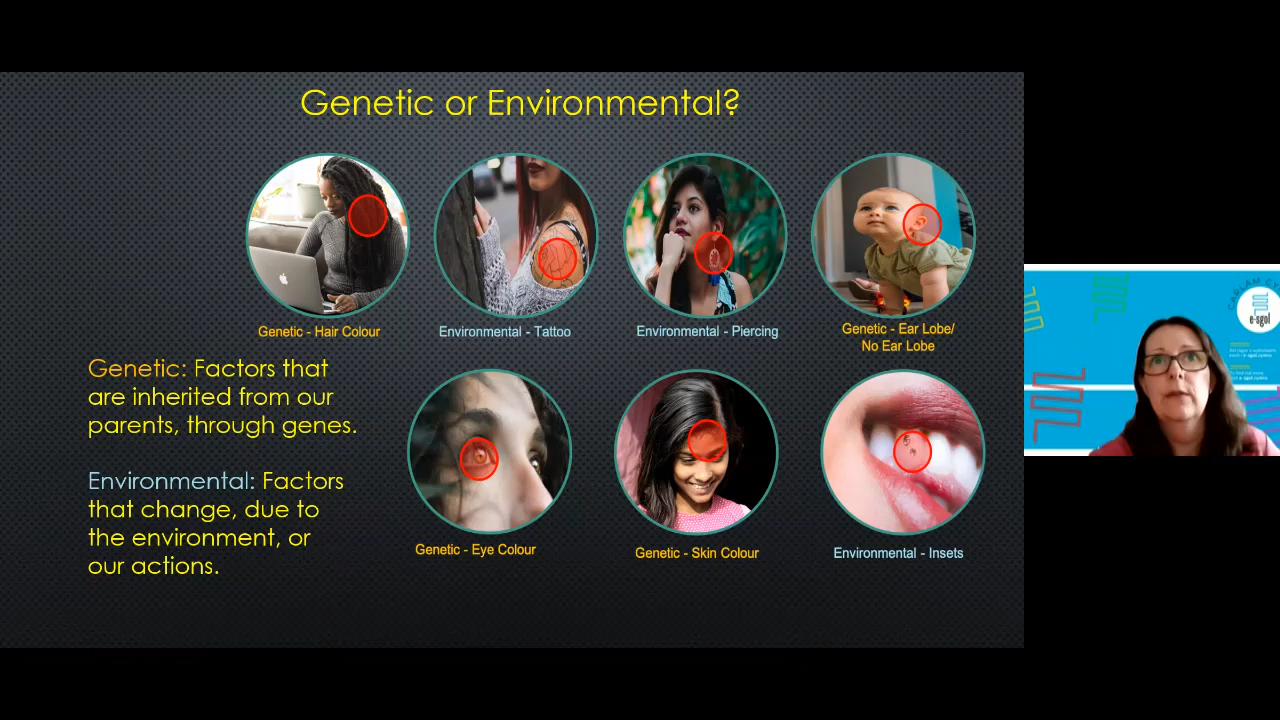 Genetic or Environmental?
Genetic - Hair Colour
Environmental - Tattoo
Environmental - Piercing
Genetic - Ear Lobe/
No Ear Lobe
Genetic: Factors that
are inherited from our
parents, through genes.
Environmental: Factors
that change, due to
the environment, or
our actions.
Genetic - Eye Colour
Genetic - Skin Colour
Environmental - Insets
e-sgol